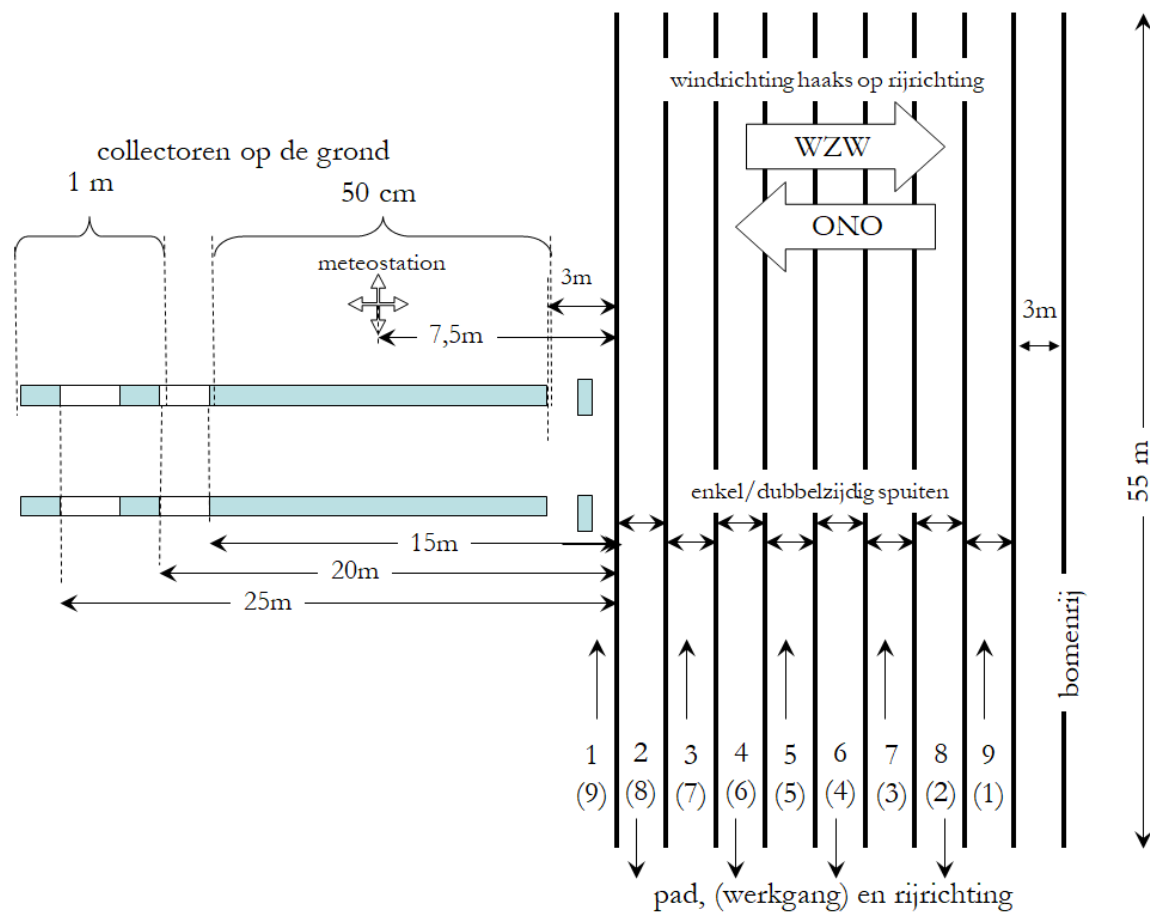 windrichting haaks op rijrichting
WZW
ONO
collectoren op de grond
1 m
50 cm
meteostation
3m
7,5m
3m
enkel/dubbelzijdig spuiten
15m
20m
25m
55 m
bomenrij
1 2 3 4 5 6 7 8 9
(9) (8) (7) (6) (5) (4) (3) (2) (1)
pad, (werkgang) en rijrichting